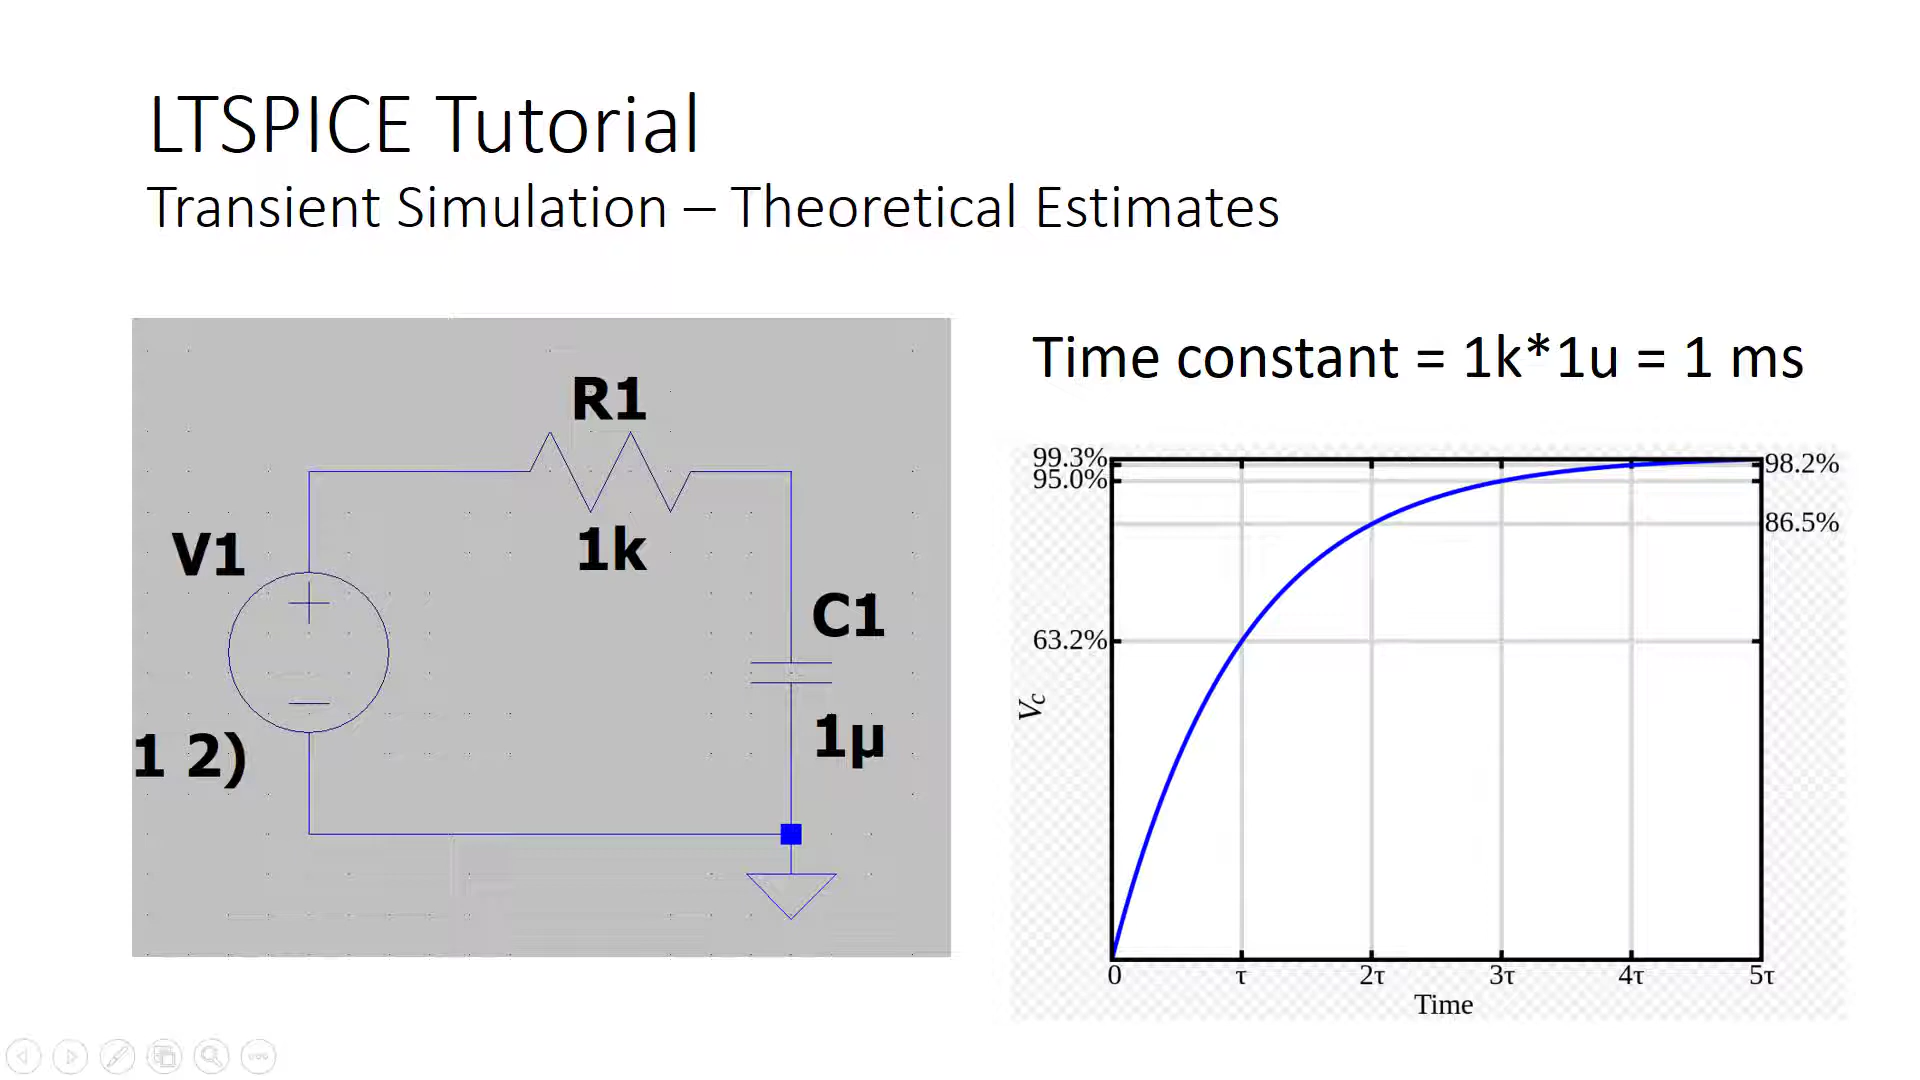 LTSPICE Tutorial
Transient Simulation – Theoretical Estimates
R1
1k
V1
C1
1µ
1 2)
Time constant = 1k*1u = 1 ms
99.3%
95.0%
63.2%
98.2%
86.5%
Vc
0 τ 2τ 3τ 4τ 5τ
Time